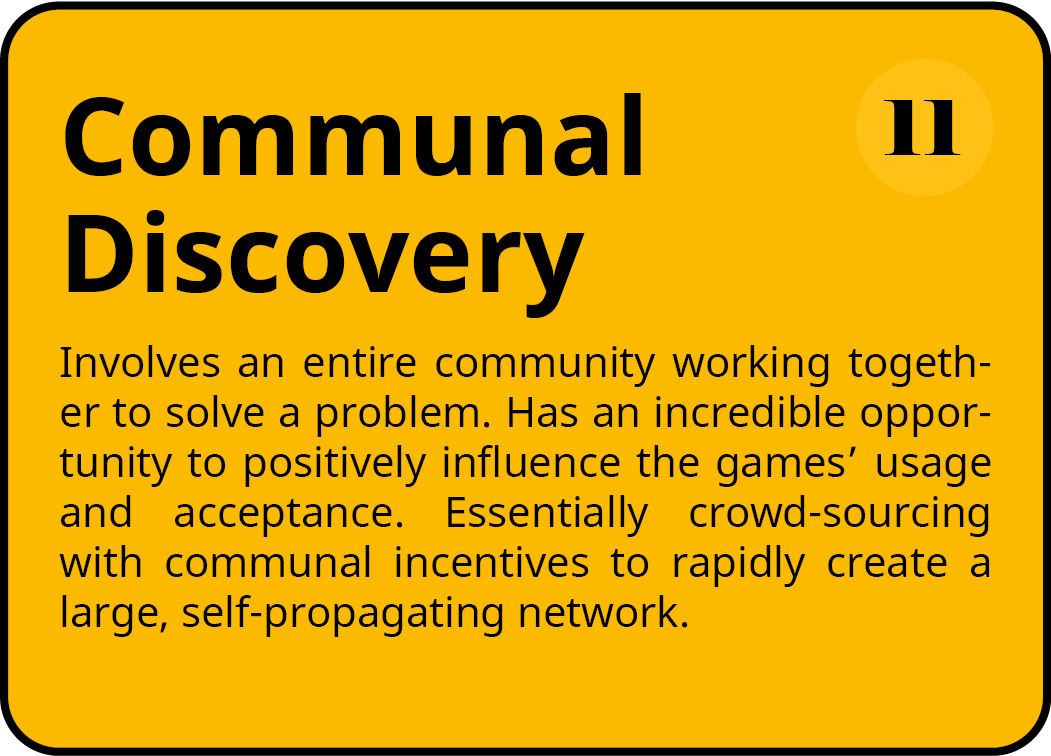 Communal
11
Discovery
Involves an entire community working togeth-
er to solve a problem. Has an incredible oppor-
tunity to positively influence the games’ usage
and acceptance. Essentially crowd-sourcing
with communal incentives to rapidly create a
large, self-propagating network.